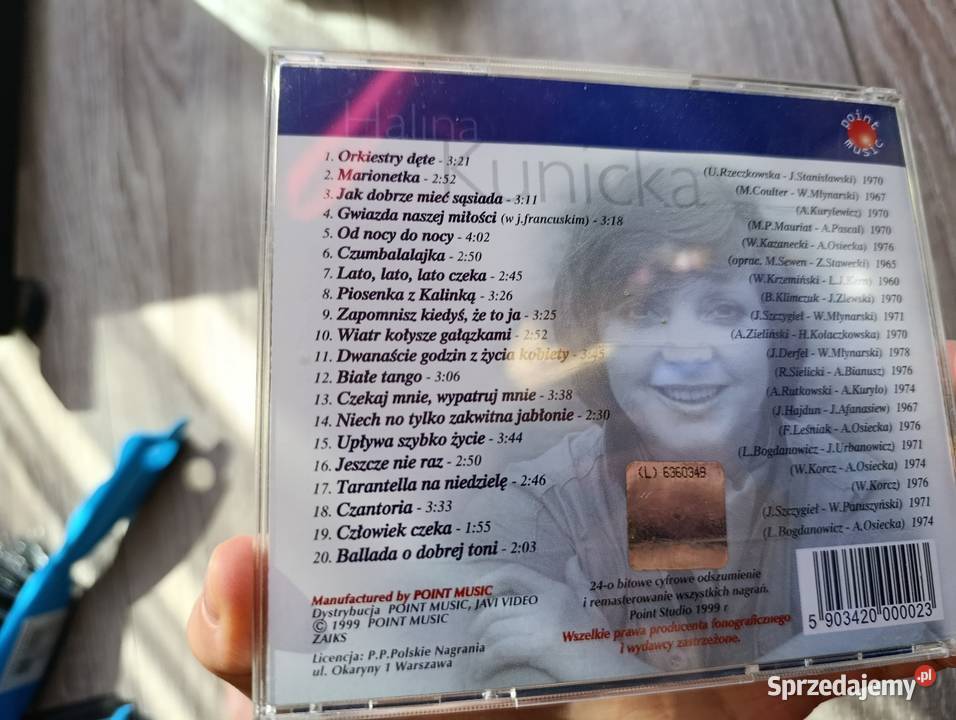 Halina
Kunicka
point music
1. Orkiestry dęte - 3:21 (U.Rzeczkowska - J.Stanisławski) 1970
2. Marionetka - 2:52 (M.Coulter - W.Młynarski) 1967
3. Jak dobrze mieć sąsiada - 3:11 (A.Kurylewicz) 1970
4. Gwiazda naszej miłości (w j.francuskim) - 3:18 (M.P.Mauriat - A.Pascal) 1970
5. Od nocy do nocy - 4:02 (W.Kazanecki - A.Osiecka) 1976
6. Czumbalalajka - 2:50 (oprac. M.Sewen - Z.Stawecki) 1965
7. Lato, lato, lato czeka - 2:45 (W.Krzemiński - L.J.Kern) 1960
8. Piosenka z Kalinką - 3:26 (B.Klimczuk - J.Zlewski) 1970
9. Zapomnisz kiedyś, że to ja - 3:25 (J.Szczygieł - W.Młynarski) 1971
10. Wiatr kołysze gałązkami - 2:52 (A.Zieliński - H.Kołaczkowska) 1970
11. Dwanaście godzin z życia kobiety - 3:45 (J.Derfel - W.Młynarski) 1978
12. Białe tango - 3:06 (R.Sielicki - A.Bianusz) 1976
13. Czekaj mnie, wypatruj mnie - 3:38 (A.Rutkowski - A.Kuryło) 1974
14. Niech no tylko zakwitna jabłonie - 2:30 (J.Hajdun - J.Afanasiew) 1967
15. Upływa szybko życie - 3:44 (F.Leśniak - A.Osiecka) 1976
16. Jeszcze nie raz - 2:50 (L.Bogdanowicz - J.Urbanowicz) 1971
17. Tarantella na niedzielę - 2:46 (W.Korcz - A.Osiecka) 1974
18. Czantoria - 3:33 (W.Korcz) 1976
19. Człowiek czeka - 1:55 (J.Szczygieł - W.Patuszyński) 1971
20. Ballada o dobrej toni - 2:03 (L.Bogdanowicz - A.Osiecka) 1974
(L) 6360349
Manufactured by POINT MUSIC
Dystrybucja POINT MUSIC, JAVI VIDEO
© 1999 POINT MUSIC
ZAIKS
Licencja: P.P.Polskie Nagrania
ul. Okaryny 1 Warszawa
24-o bitowe cyfrowe odszumienie
i remasterowanie wszystkich nagrań.
Point Studio 1999 r
Wszelkie prawa producenta fonograficznego
i wydawcy zastrzeżone.
5 903420 000023
Sprzedajemy.pl